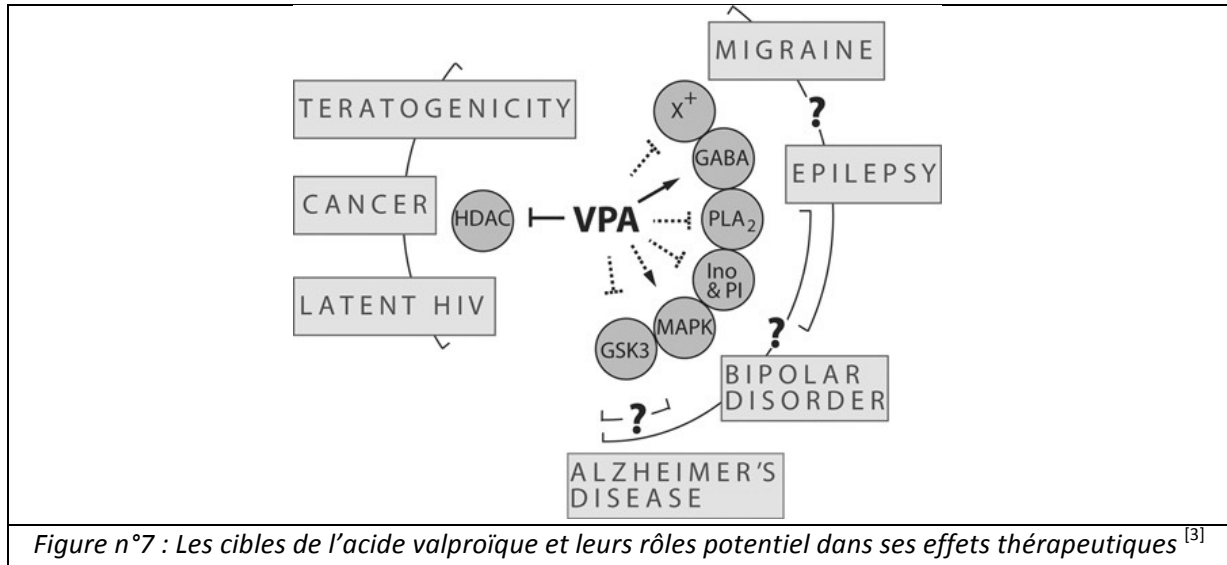 MIGRAINE
TERATOGENICITY
X+
?
GABA
EPILEPSY
CANCER
HDAC
VPA
PLA₂
Ino
& PI
LATENT HIV
MAPK
?
GSK3
BIPOLAR
DISORDER
?
ALZHEIMER'S
DISEASE
Figure n°7 : Les cibles de l'acide valproïque et leurs rôles potentiel dans ses effets thérapeutiques [3]